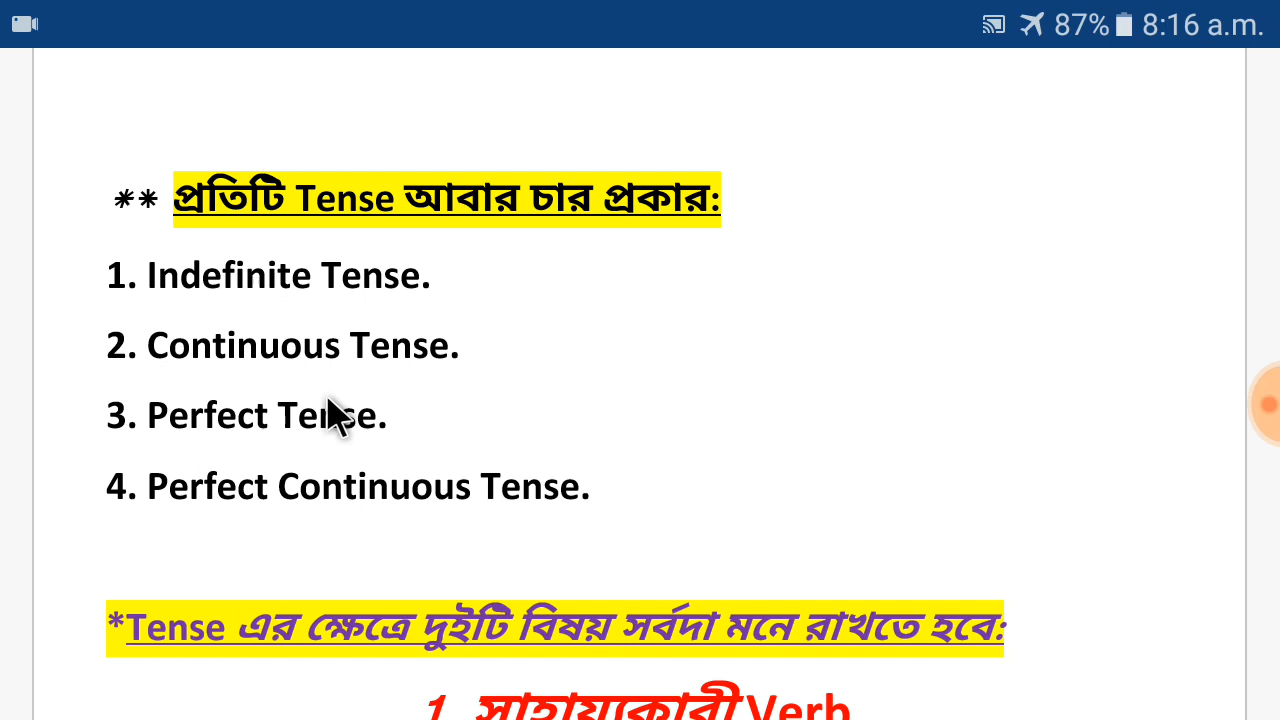 87% 8:16 a.m.
** প্রতিটি Tense আবার চার প্রকার:
1. Indefinite Tense.
2. Continuous Tense.
3. Perfect Tense.
4. Perfect Continuous Tense.
*Tense এর ক্ষেত্রে দুইটি বিষয় সর্বদা মনে রাখতে হবে:
1. সাহায্যকারী Verb